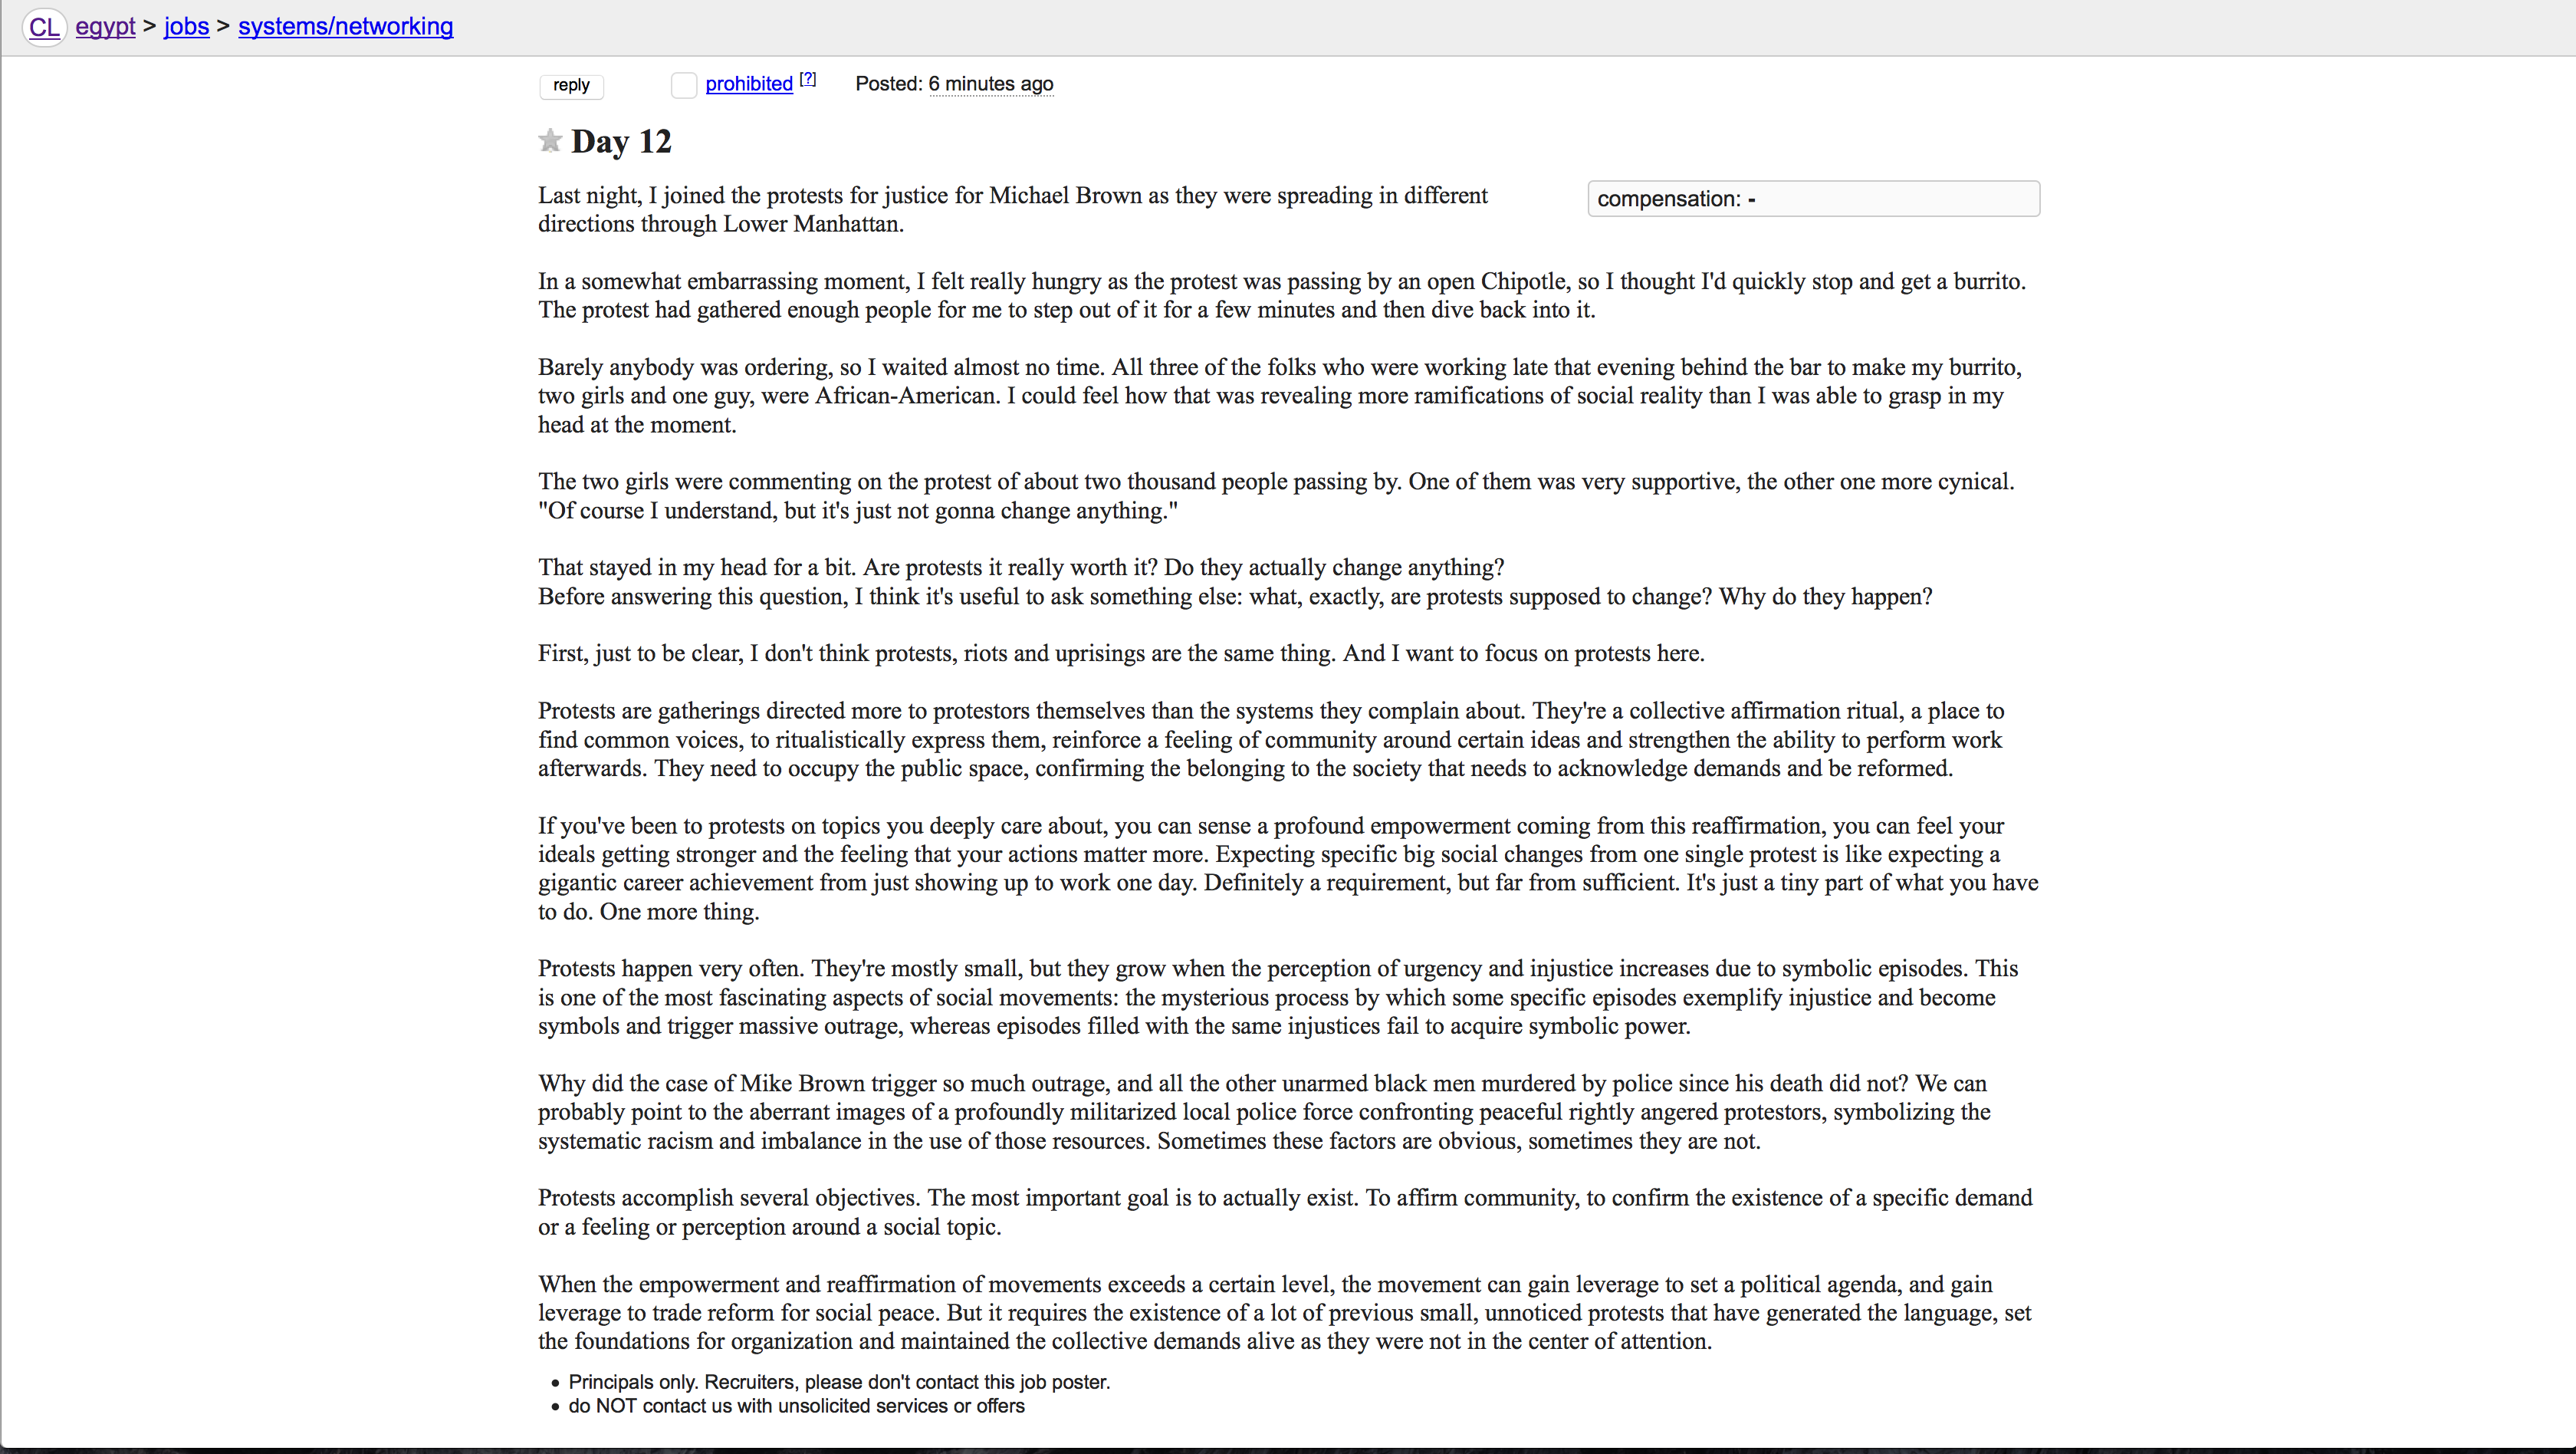 CL egypt > jobs > systems/networking
reply prohibited [?] Posted: 6 minutes ago
Day 12
Last night, I joined the protests for justice for Michael Brown as they were spreading in different
directions through Lower Manhattan.
compensation: -
In a somewhat embarrassing moment, I felt really hungry as the protest was passing by an open Chipotle, so I thought I'd quickly stop and get a burrito.
The protest had gathered enough people for me to step out of it for a few minutes and then dive back into it.
Barely anybody was ordering, so I waited almost no time. All three of the folks who were working late that evening behind the bar to make my burrito,
two girls and one guy, were African-American. I could feel how that was revealing more ramifications of social reality than I was able to grasp in my
head at the moment.
The two girls were commenting on the protest of about two thousand people passing by. One of them was very supportive, the other one more cynical.
"Of course I understand, but it's just not gonna change anything."
That stayed in my head for a bit. Are protests it really worth it? Do they actually change anything?
Before answering this question, I think it's useful to ask something else: what, exactly, are protests supposed to change? Why do they happen?
First, just to be clear, I don't think protests, riots and uprisings are the same thing. And I want to focus on protests here.
Protests are gatherings directed more to protestors themselves than the systems they complain about. They're a collective affirmation ritual, a place to
find common voices, to ritualistically express them, reinforce a feeling of community around certain ideas and strengthen the ability to perform work
afterwards. They need to occupy the public space, confirming the belonging to the society that needs to acknowledge demands and be reformed.
If you've been to protests on topics you deeply care about, you can sense a profound empowerment coming from this reaffirmation, you can feel your
ideals getting stronger and the feeling that your actions matter more. Expecting specific big social changes from one single protest is like expecting a
gigantic career achievement from just showing up to work one day. Definitely a requirement, but far from sufficient. It's just a tiny part of what you have
to do. One more thing.
Protests happen very often. They're mostly small, but they grow when the perception of urgency and injustice increases due to symbolic episodes. This
is one of the most fascinating aspects of social movements: the mysterious process by which some specific episodes exemplify injustice and become
symbols and trigger massive outrage, whereas episodes filled with the same injustices fail to acquire symbolic power.
Why did the case of Mike Brown trigger so much outrage, and all the other unarmed black men murdered by police since his death did not? We can
probably point to the aberrant images of a profoundly militarized local police force confronting peaceful rightly angered protestors, symbolizing the
systematic racism and imbalance in the use of those resources. Sometimes these factors are obvious, sometimes they are not.
Protests accomplish several objectives. The most important goal is to actually exist. To affirm community, to confirm the existence of a specific demand
or a feeling or perception around a social topic.
When the empowerment and reaffirmation of movements exceeds a certain level, the movement can gain leverage to set a political agenda, and gain
leverage to trade reform for social peace. But it requires the existence of a lot of previous small, unnoticed protests that have generated the language, set
the foundations for organization and maintained the collective demands alive as they were not in the center of attention.
• Principals only. Recruiters, please don't contact this job poster.
• do NOT contact us with unsolicited services or offers